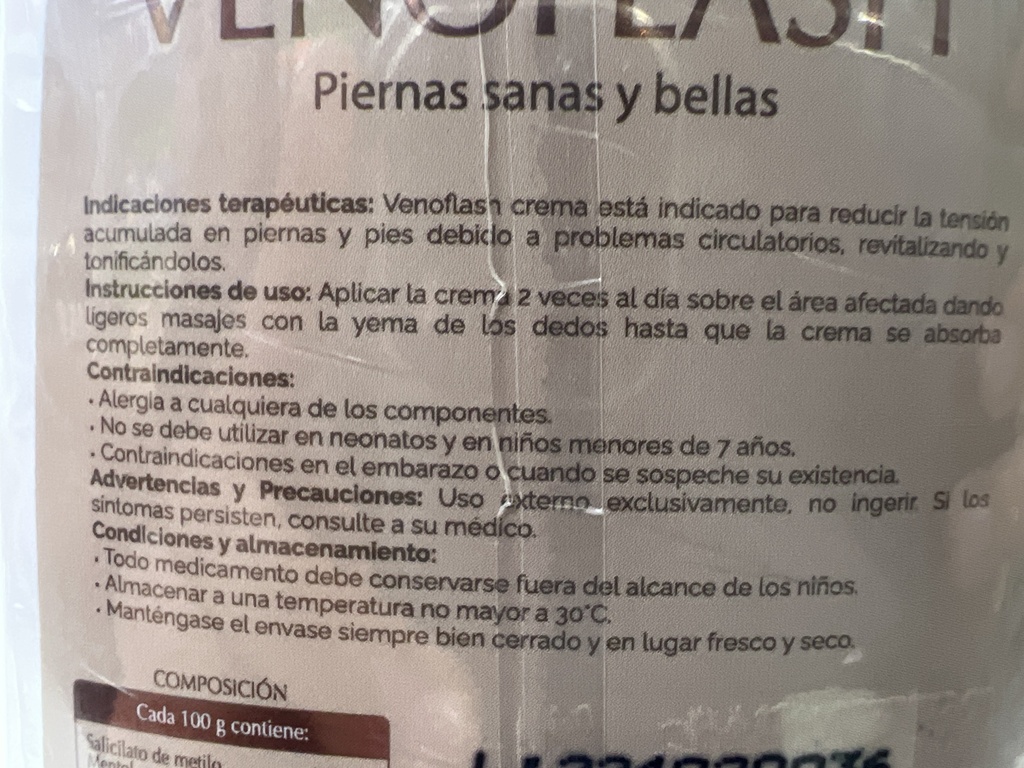 VENOFLASH
Piernas sanas y bellas
Indicaciones terapéuticas: Venoflash crema está indicado para reducir la tensión
acumulada en piernas y pies debido a problemas circulatorios, revitalizando y
tonificándolos.
Instrucciones de uso: Aplicar la crema 2 veces al día sobre el área afectada dando
ligeros masajes con la yema de los dedos hasta que la crema se absorba
completamente.
Contraindicaciones:
· Alergia a cualquiera de los componentes.
· No se debe utilizar en neonatos y en niños menores de 7 años.
· Contraindicaciones en el embarazo o cuando se sospeche su existencia.
Advertencias y Precauciones: Uso externo exclusivamente, no ingerir. Si los
síntomas persisten, consulte a su médico.
Condiciones y almacenamiento:
· Todo medicamento debe conservarse fuera del alcance de los niños.
· Almacenar a una temperatura no mayor a 30°C.
· Manténgase el envase siempre bien cerrado y en lugar fresco y seco.
COMPOSICIÓN
Cada 100 g contiene:
Salicilato de metilo
Mentol